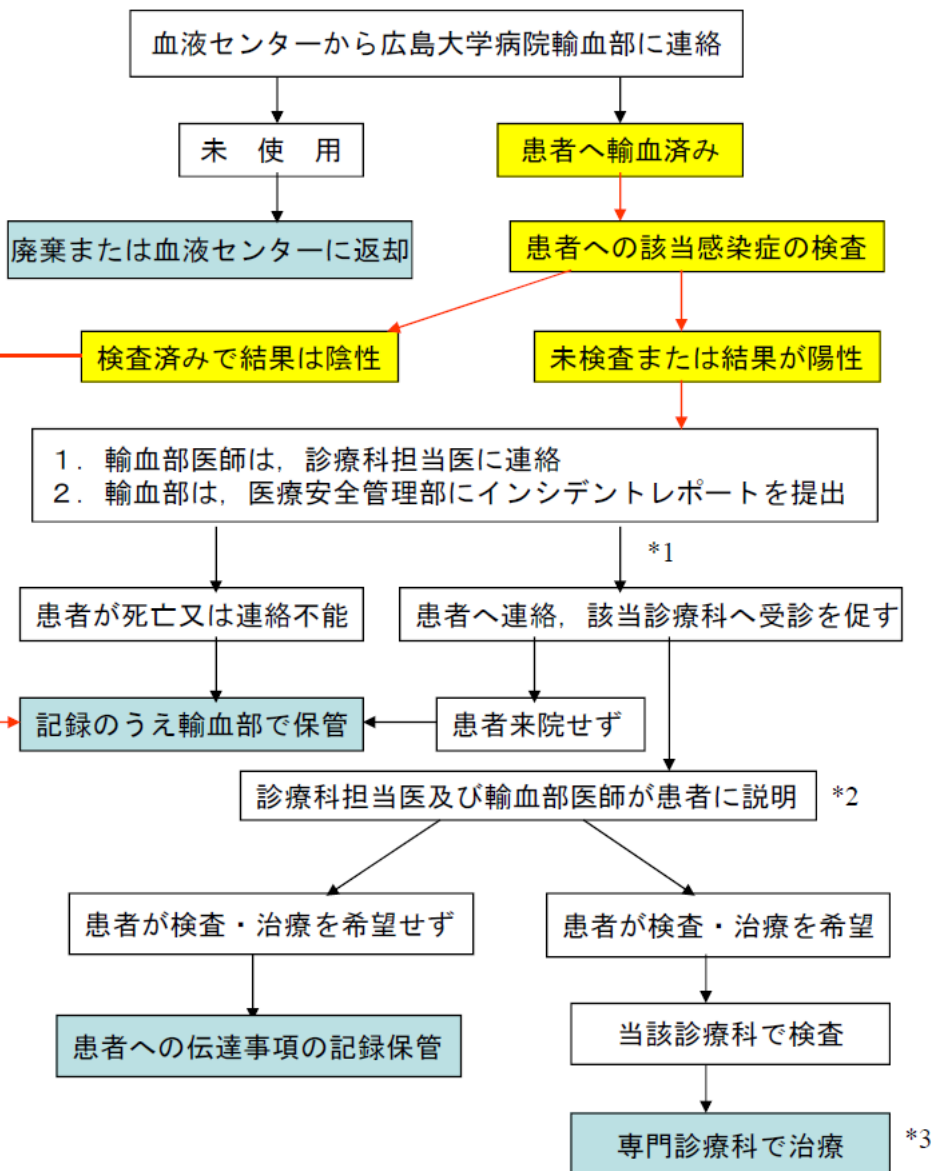 血液センターから広島大学病院輸血部に連絡
未　使　用
患者へ輸血済み
廃棄または血液センターに返却
患者への該当感染症の検査
検査済みで結果は陰性
未検査または結果が陽性
１．輸血部医師は，診療科担当医に連絡
２．輸血部は，医療安全管理部にインシデントレポートを提出
*1
患者が死亡又は連絡不能
患者へ連絡，該当診療科へ受診を促す
記録のうえ輸血部で保管
患者来院せず
診療科担当医及び輸血部医師が患者に説明
*2
患者が検査・治療を希望せず
患者が検査・治療を希望
患者への伝達事項の記録保管
当該診療科で検査
専門診療科で治療
*3